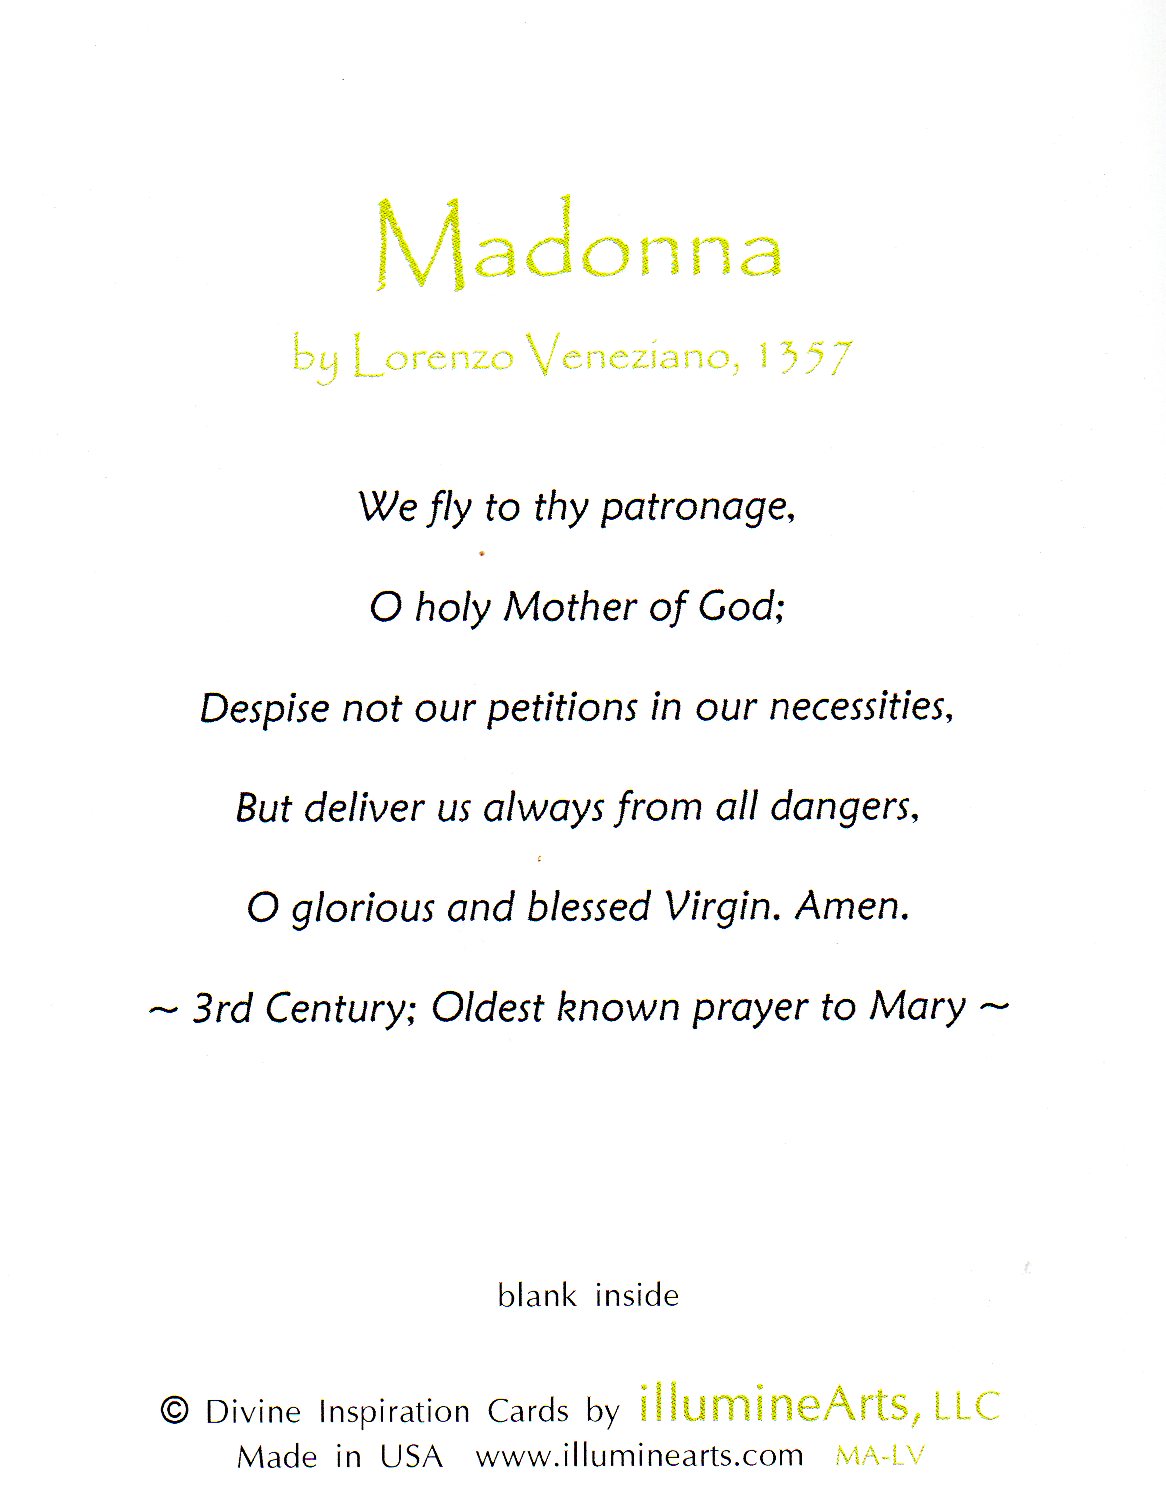 Madonna
by Lorenzo Veneziano, 1357
We fly to thy patronage,
O holy Mother of God;
Despise not our petitions in our necessities,
But deliver us always from all dangers,
O glorious and blessed Virgin. Amen.
~ 3rd Century; Oldest known prayer to Mary ~
blank inside
© Divine Inspiration Cards by illumineArts, LLC
Made in USA www.illuminearts.com MA-LV